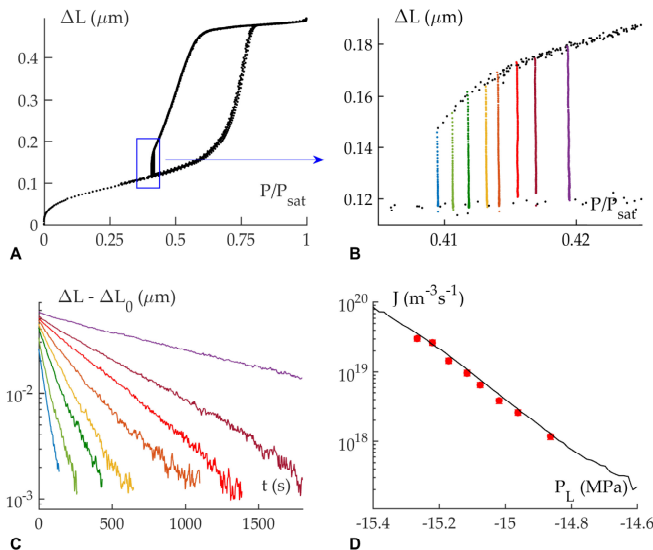 ΔL (μm)
0.4
0.3
0.2
0.1
0
P/P_sat
0 0.25 0.5 0.75 1
A
ΔL (μm)
0.18
0.16
0.14
0.12
P/P_sat
0.41 0.42
B
ΔL - ΔL_0 (μm)
10^-2
10^-3
t (s)
0 500 1000 1500
C
J (m^-3 s^-1)
10^20
10^19
10^18
P_L (MPa)
-15.4 -15.2 -15 -14.8 -14.6
D